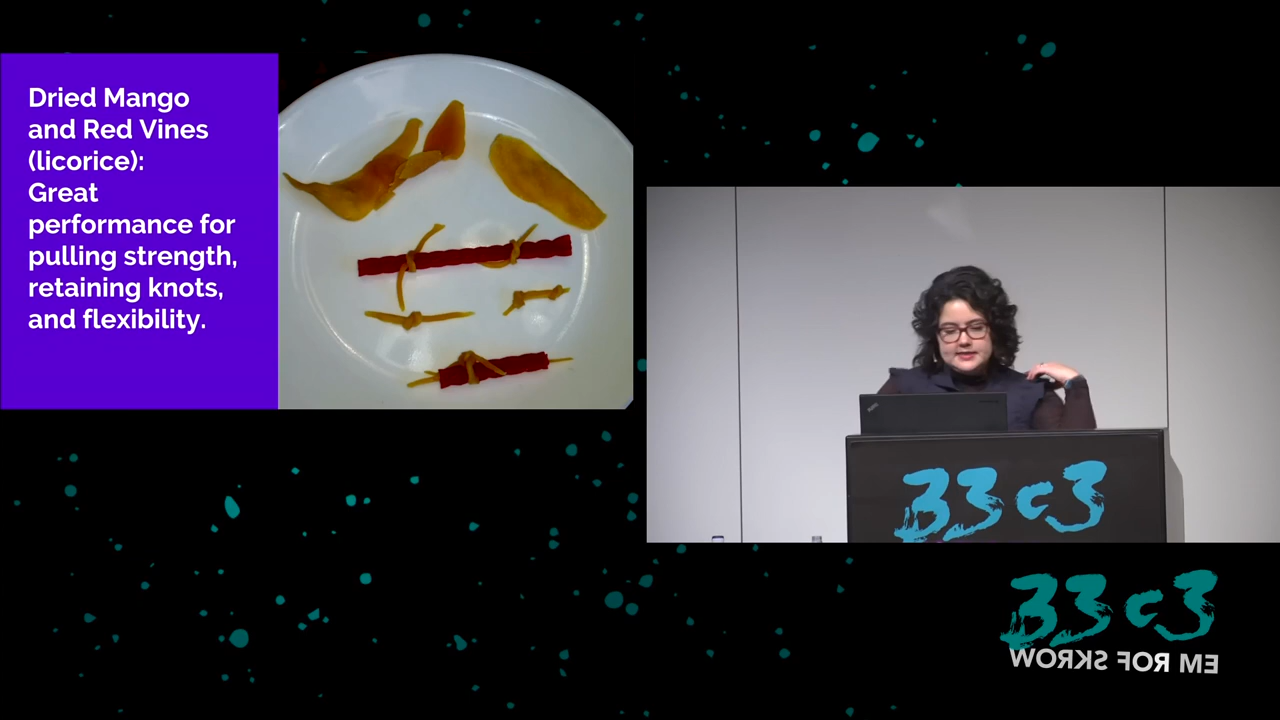 Dried Mango
and Red Vines
(licorice):
Great
performance for
pulling strength,
retaining knots,
and flexibility.
33c3
33c3
WORKS FOR ME